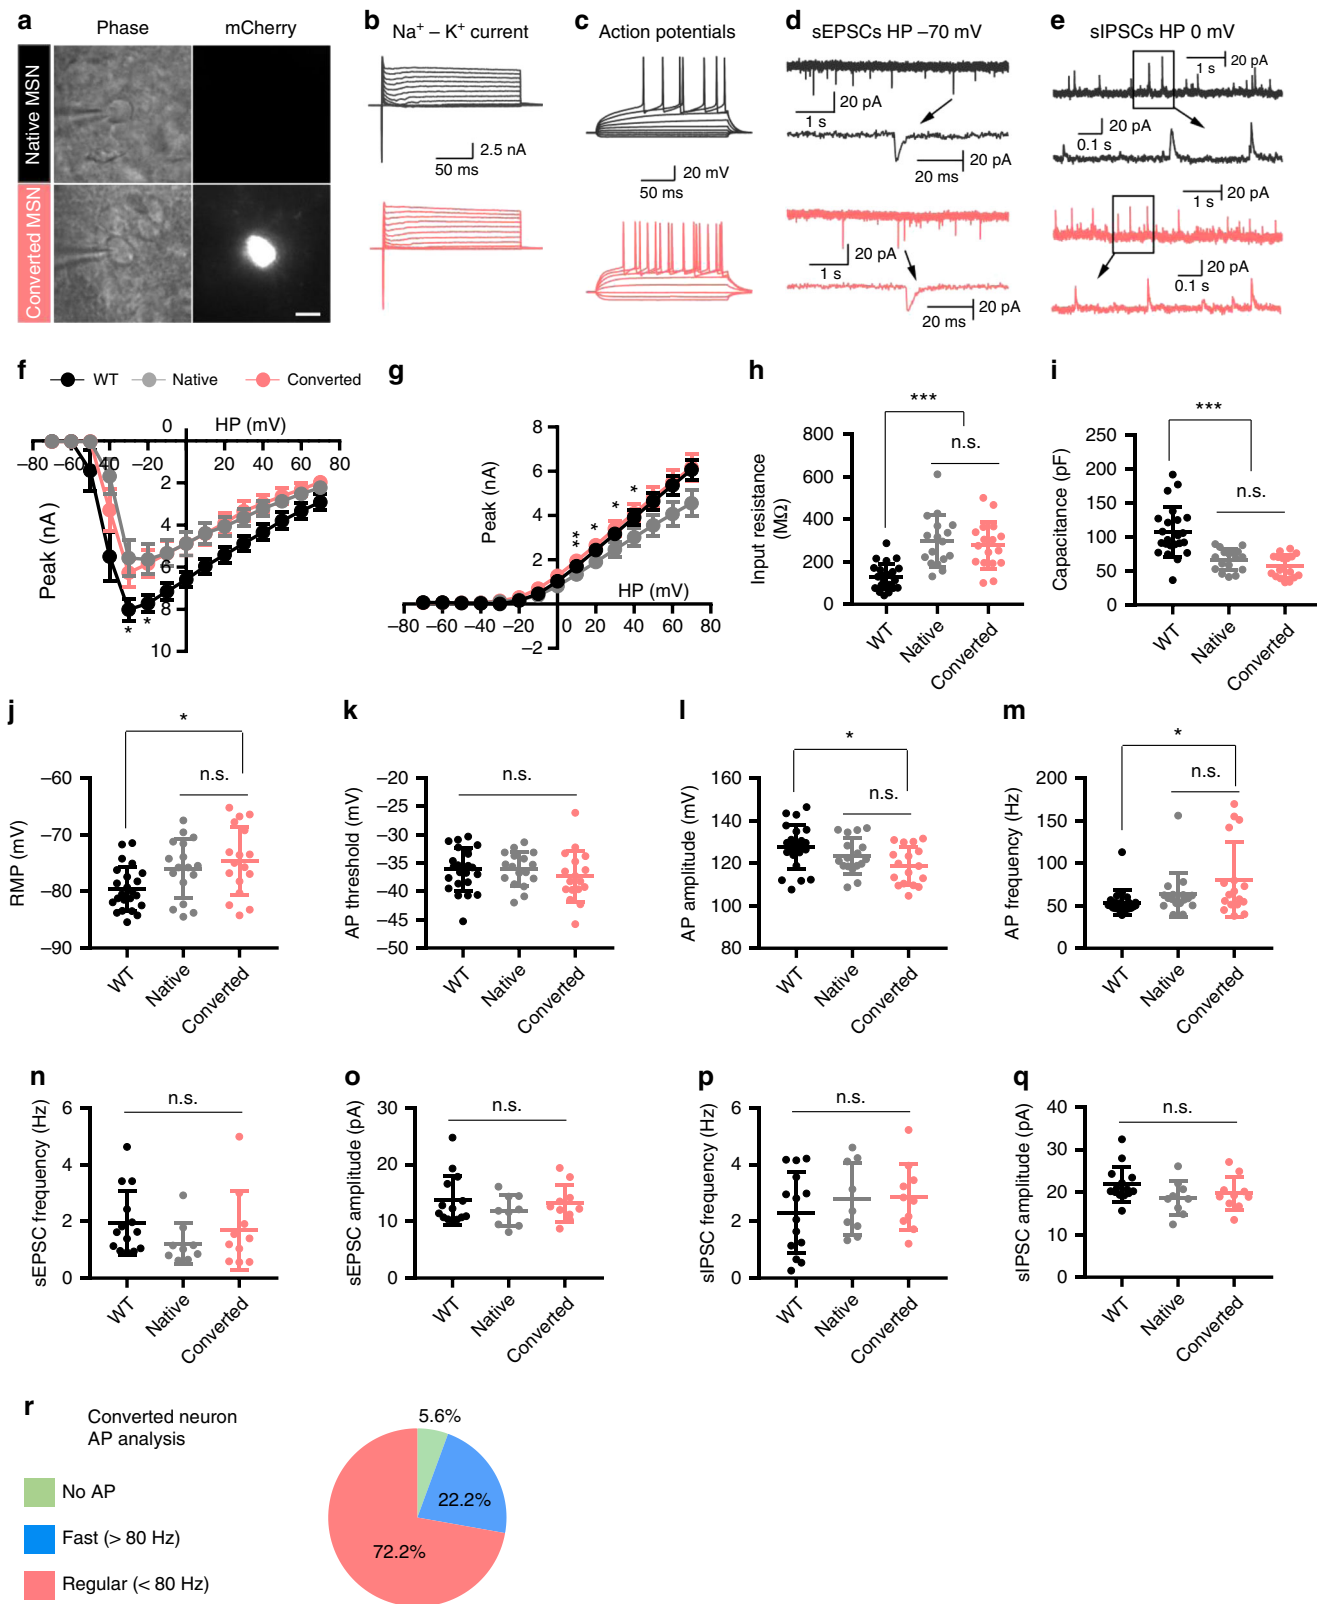 a
Phase
mCherry
Native MSN
Converted MSN
b
Na⁺ – K⁺ current
2.5 nA
50 ms
c
Action potentials
20 mV
50 ms
d
sEPSCs HP –70 mV
20 pA
1 s
20 pA
20 ms
20 pA
1 s
20 pA
20 ms
e
sIPSCs HP 0 mV
20 pA
1 s
20 pA
0.1 s
20 pA
1 s
20 pA
0.1 s
f
WT
Native
Converted
0
HP (mV)
–80 –60 –40 –20 20 40 60 80
2
4
6
8
10
Peak (nA)
* *
g
8
6
4
2
–2
Peak (nA)
HP (mV)
–80 –60 –40 –20 0 20 40 60 80
** * * *
h
***
n.s.
800
600
400
200
0
Input resistance
(MΩ)
WT Native Converted
i
***
n.s.
250
200
150
100
50
0
Capacitance (pF)
WT Native Converted
j
*
n.s.
–60
–70
–80
–90
RMP (mV)
WT Native Converted
k
n.s.
–20
–25
–30
–35
–40
–45
–50
AP threshold (mV)
WT Native Converted
l
*
n.s.
160
140
120
100
80
AP amplitude (mV)
WT Native Converted
m
*
n.s.
200
150
100
50
0
AP frequency (Hz)
WT Native Converted
n
n.s.
6
4
2
0
sEPSC frequency (Hz)
WT Native Converted
o
n.s.
30
20
10
0
sEPSC amplitude (pA)
WT Native Converted
p
n.s.
6
4
2
0
sIPSC frequency (Hz)
WT Native Converted
q
n.s.
40
30
20
10
0
sIPSC amplitude (pA)
WT Native Converted
r
Converted neuron
AP analysis
No AP
Fast (> 80 Hz)
Regular (< 80 Hz)
5.6%
22.2%
72.2%